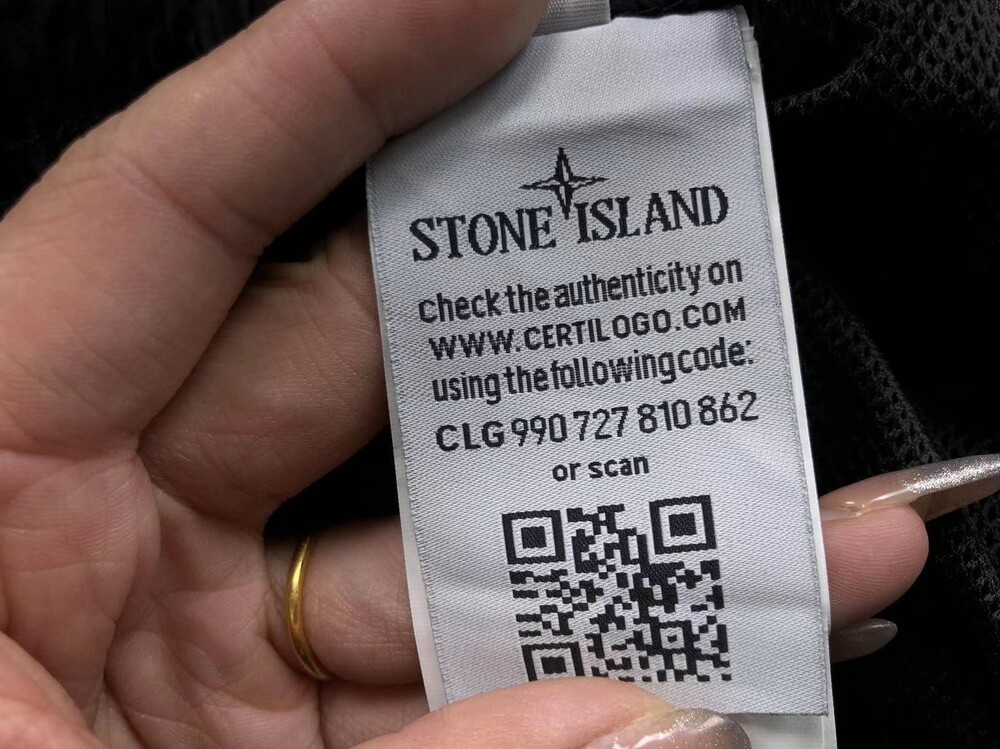 STONE ISLAND
check the authenticity on
WWW.CERTILOGO.COM
using the following code:
CLG 990 727 810 862
or scan